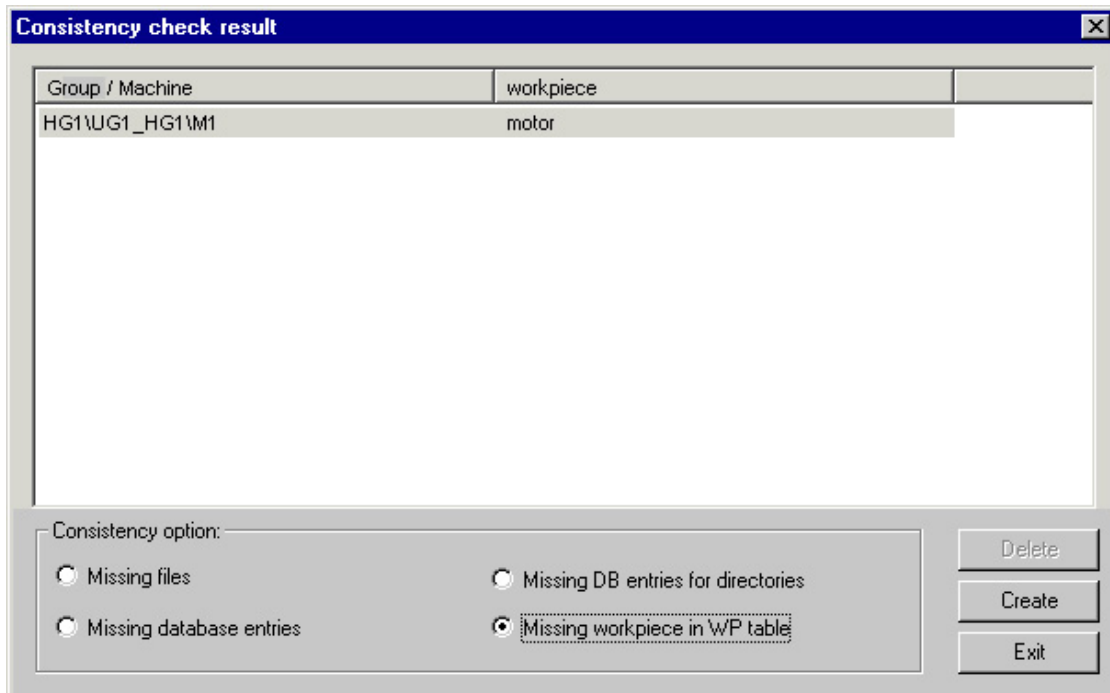 Consistency check result
Group / Machine workpiece
HG1\UG1_HG1\M1 motor
Consistency option:
Missing files
Missing DB entries for directories
Missing database entries
Missing workpiece in WP table
Delete
Create
Exit